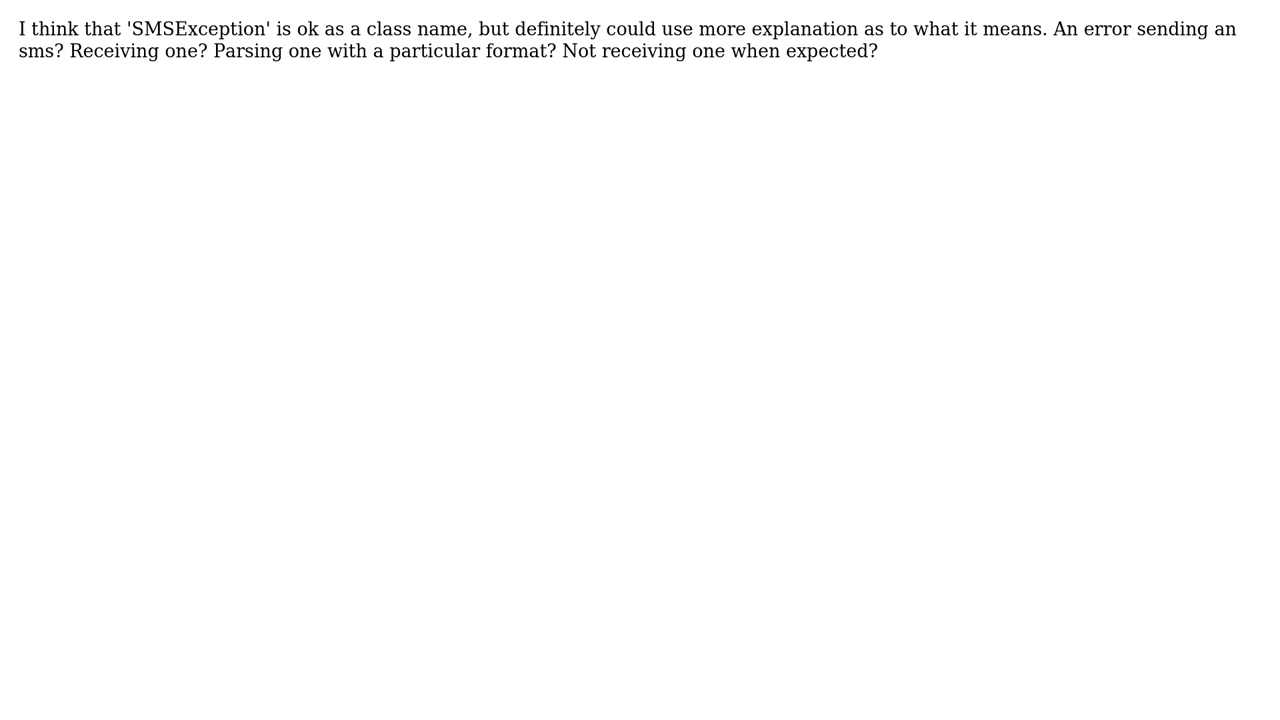 I think that 'SMSException' is ok as a class name, but definitely could use more explanation as to what it means. An error sending an
sms? Receiving one? Parsing one with a particular format? Not receiving one when expected?